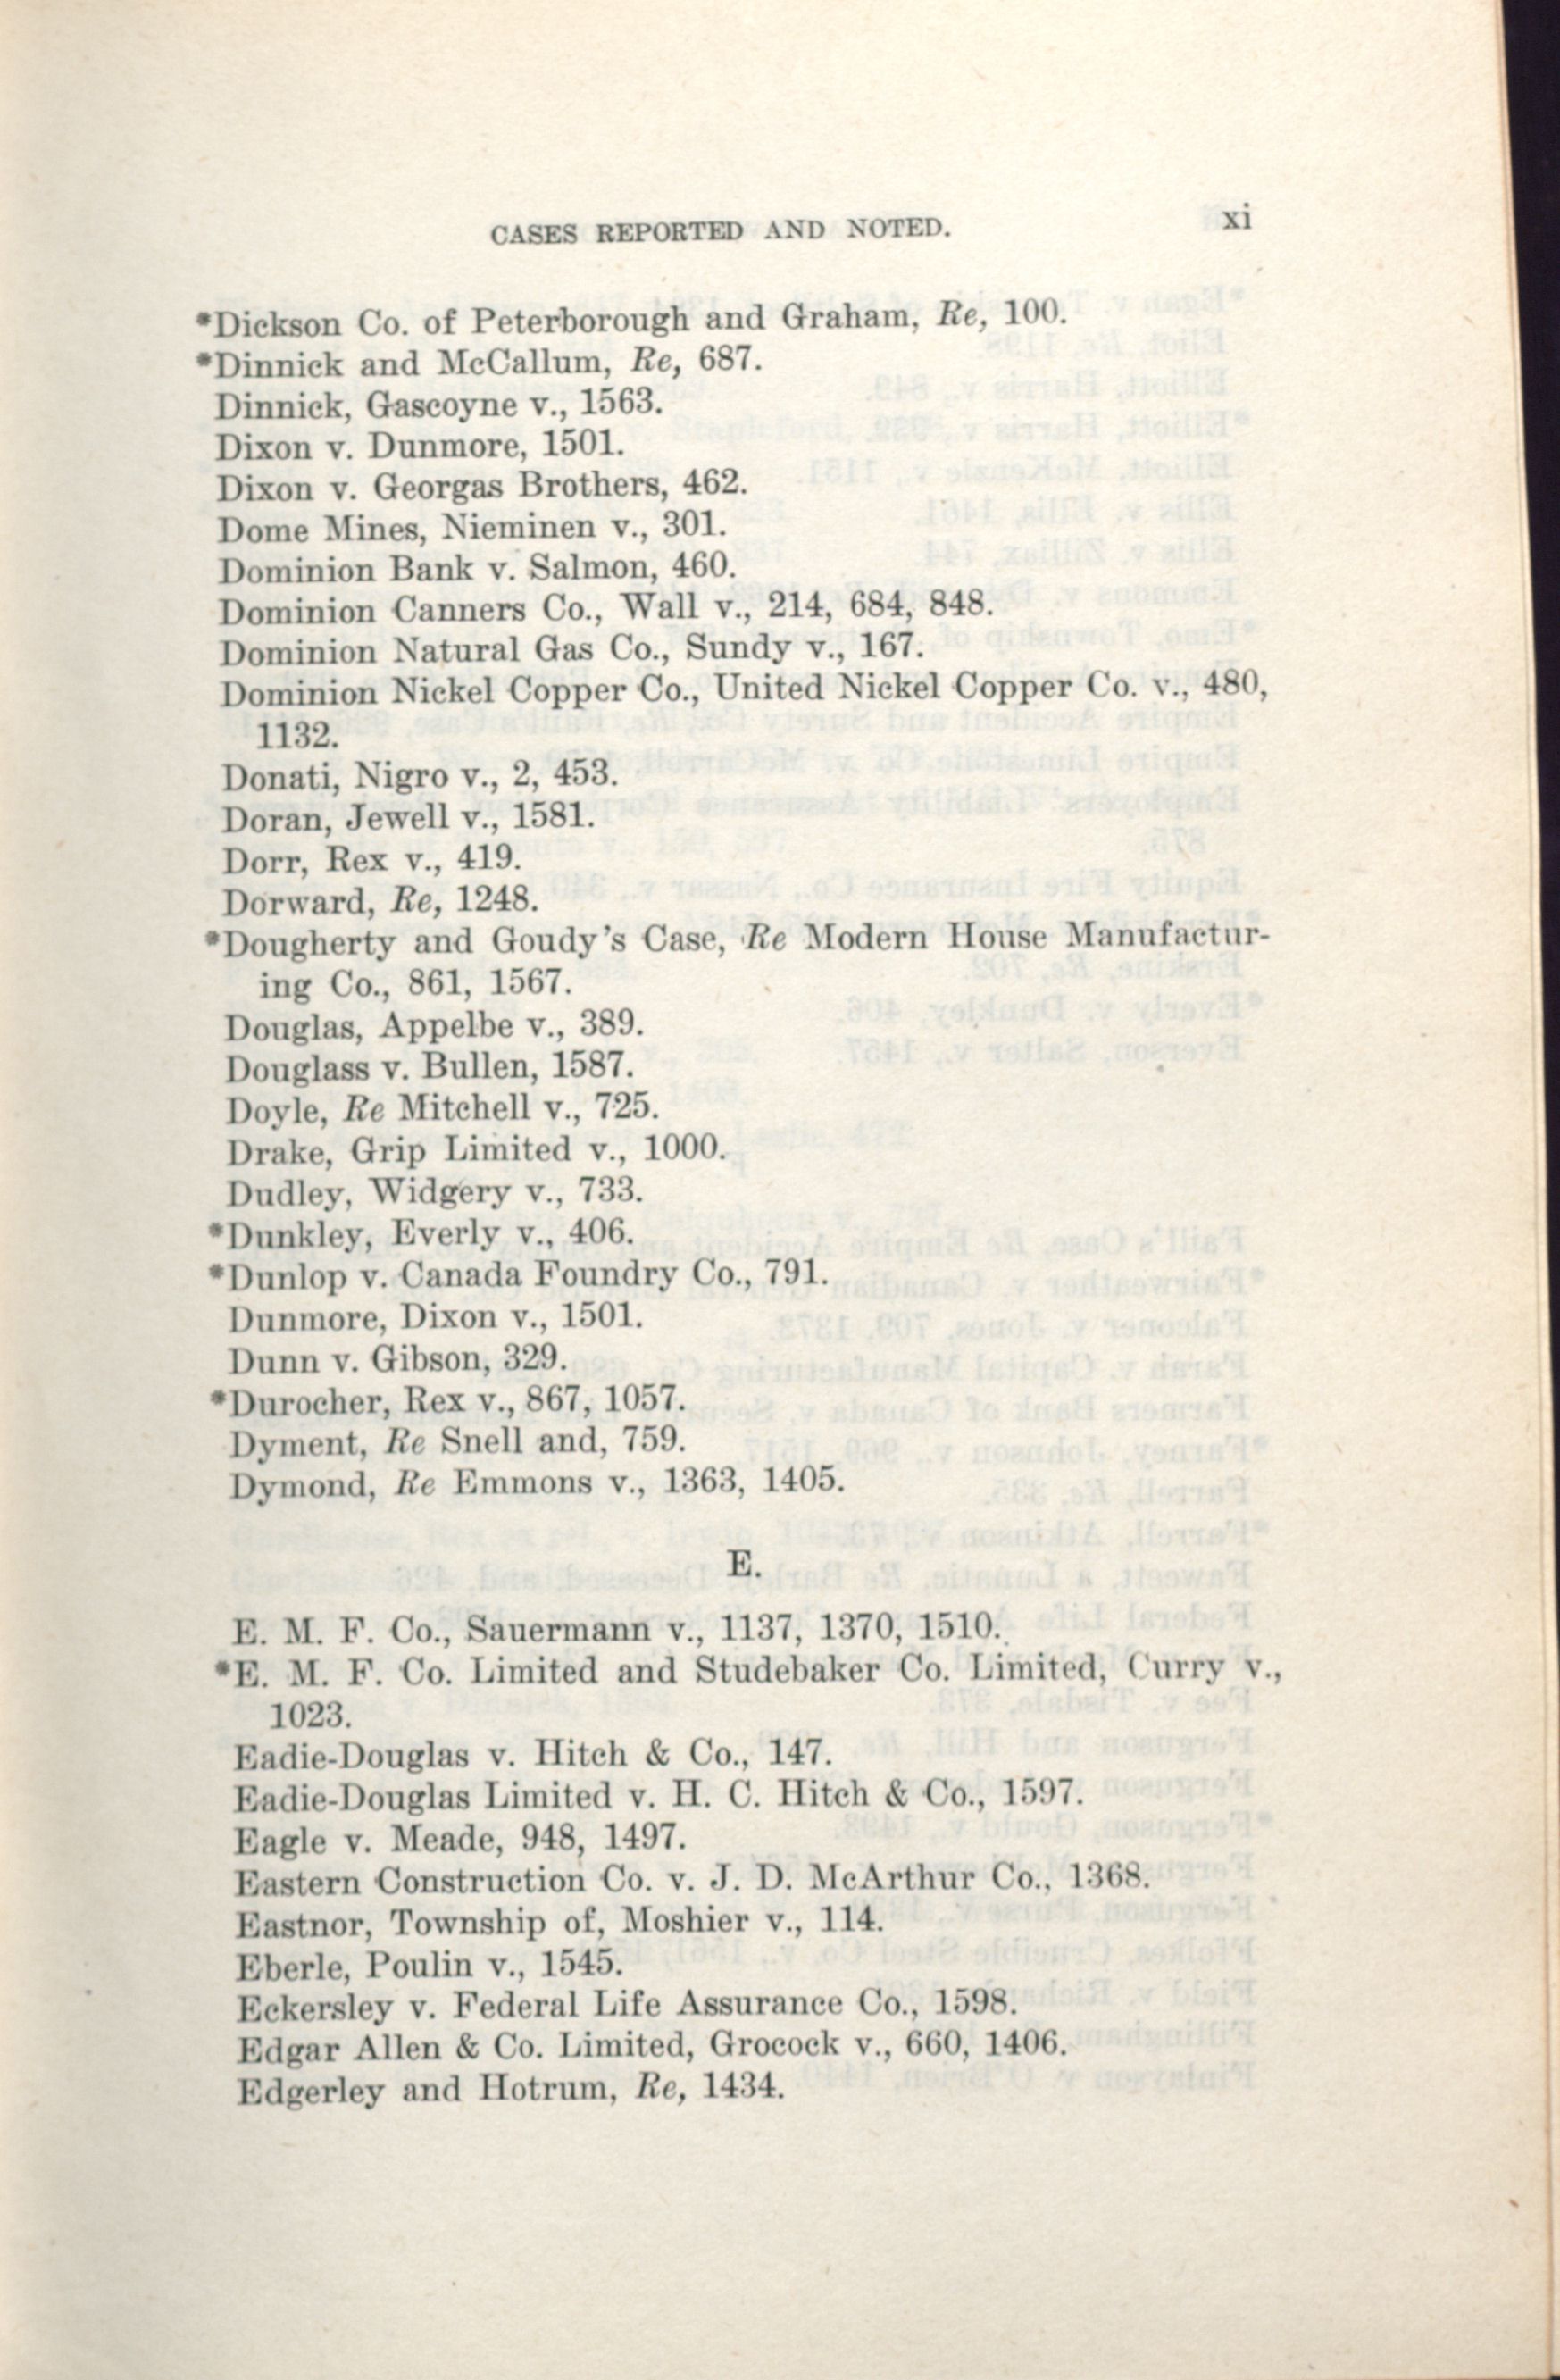 CASES REPORTED AND NOTED. xi
*Dickson Co. of Peterborough and Graham, Re, 100.
*Dinnick and McCallum, Re, 687.
Dinnick, Gascoyne v., 1563.
Dixon v. Dunmore, 1501.
Dixon v. Georgas Brothers, 462.
Dome Mines, Nieminen v., 301.
Dominion Bank v. Salmon, 460.
Dominion Canners Co., Wall v., 214, 684, 848.
Dominion Natural Gas Co., Sundy v., 167.
Dominion Nickel Copper Co., United Nickel Copper Co. v., 480,
1132.
Donati, Nigro v., 2, 453.
Doran, Jewell v., 1581.
Dorr, Rex v., 419.
Dorward, Re, 1248.
*Dougherty and Goudy's Case, Re Modern House Manufactur-
ing Co., 861, 1567.
Douglas, Appelbe v., 389.
Douglass v. Bullen, 1587.
Doyle, Re Mitchell v., 725.
Drake, Grip Limited v., 1000.
Dudley, Widgery v., 733.
*Dunkley, Everly v., 406.
*Dunlop v. Canada Foundry Co., 791.
Dunmore, Dixon v., 1501.
Dunn v. Gibson, 329.
*Durocher, Rex v., 867, 1057.
Dyment, Re Snell and, 759.
Dymond, Re Emmons v., 1363, 1405.
E.
E. M. F. Co., Sauermann v., 1137, 1370, 1510.
*E. M. F. Co. Limited and Studebaker Co. Limited, Curry v.,
1023.
Eadie-Douglas v. Hitch & Co., 147.
Eadie-Douglas Limited v. H. C. Hitch & Co., 1597.
Eagle v. Meade, 948, 1497.
Eastern Construction Co. v. J. D. McArthur Co., 1368.
Eastnor, Township of, Moshier v., 114.
Eberle, Poulin v., 1545.
Eckersley v. Federal Life Assurance Co., 1598.
Edgar Allen & Co. Limited, Grocock v., 660, 1406.
Edgerley and Hotrum, Re, 1434.